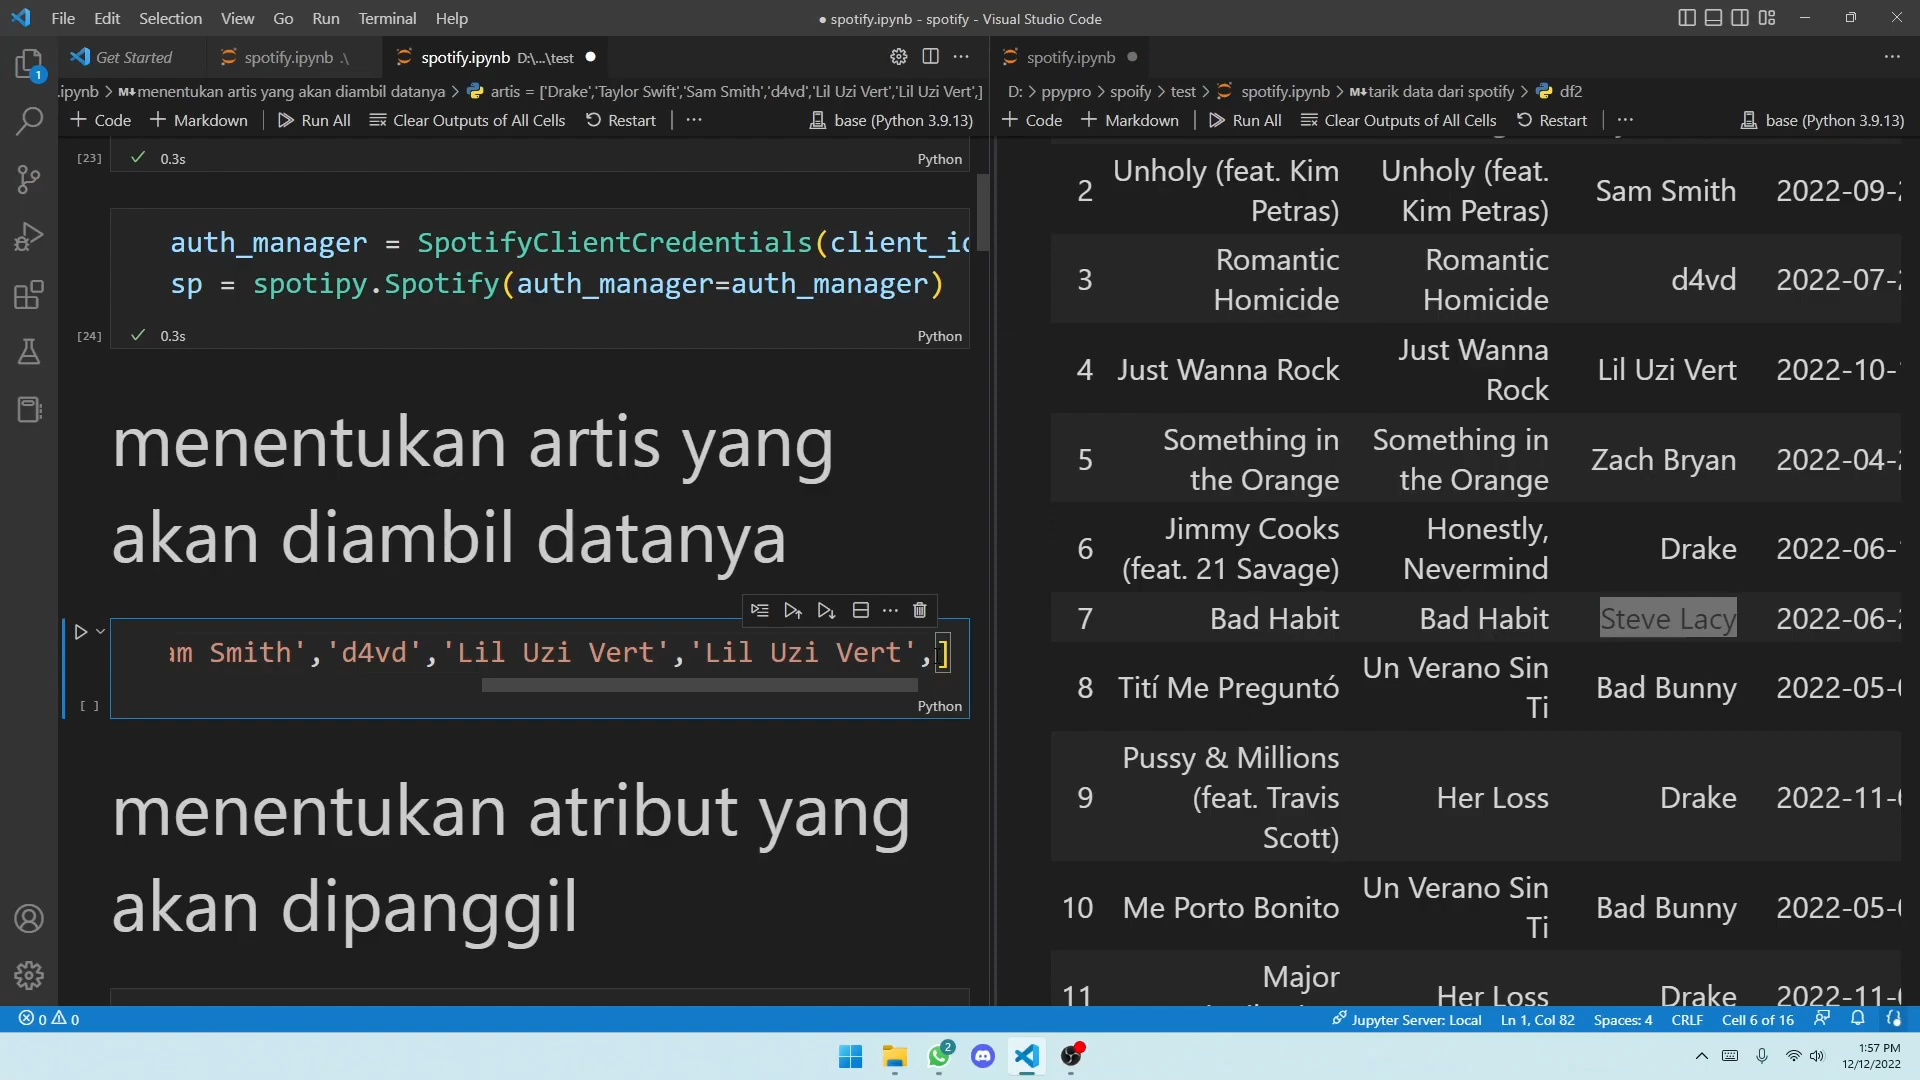 File Edit Selection View Go Run Terminal Help
● spotify.ipynb - spotify - Visual Studio Code
Get Started
spotify.ipynb .\
spotify.ipynb D:\...\test ●
.ipynb > M↓menentukan artis yang akan diambil datanya > artis = ['Drake','Taylor Swift','Sam Smith','d4vd','Lil Uzi Vert','Lil Uzi Vert',]
+ Code + Markdown Run All Clear Outputs of All Cells Restart ... base (Python 3.9.13)
[23] ✓ 0.3s Python
auth_manager = SpotifyClientCredentials(client_id
sp = spotipy.Spotify(auth_manager=auth_manager)
[24] ✓ 0.3s Python
menentukan artis yang
akan diambil datanya
am Smith','d4vd','Lil Uzi Vert','Lil Uzi Vert',]
[ ] Python
menentukan atribut yang
akan dipanggil
spotify.ipynb ●
D: > ppypro > spoify > test > spotify.ipynb > M↓tarik data dari spotify > df2
+ Code + Markdown Run All Clear Outputs of All Cells Restart ... base (Python 3.9.13)
2 Unholy (feat. Kim Petras) Unholy (feat. Kim Petras) Sam Smith 2022-09-2
3 Romantic Homicide Romantic Homicide d4vd 2022-07-2
4 Just Wanna Rock Just Wanna Rock Lil Uzi Vert 2022-10-1
5 Something in the Orange Something in the Orange Zach Bryan 2022-04-2
6 Jimmy Cooks (feat. 21 Savage) Honestly, Nevermind Drake 2022-06-1
7 Bad Habit Bad Habit Steve Lacy 2022-06-2
8 Tití Me Preguntó Un Verano Sin Ti Bad Bunny 2022-05-0
9 Pussy & Millions (feat. Travis Scott) Her Loss Drake 2022-11-0
10 Me Porto Bonito Un Verano Sin Ti Bad Bunny 2022-05-0
11 Major Her Loss Drake 2022-11-0
1
0 0
Jupyter Server: Local Ln 1, Col 82 Spaces: 4 CRLF Cell 6 of 16
2
1:57 PM
12/12/2022